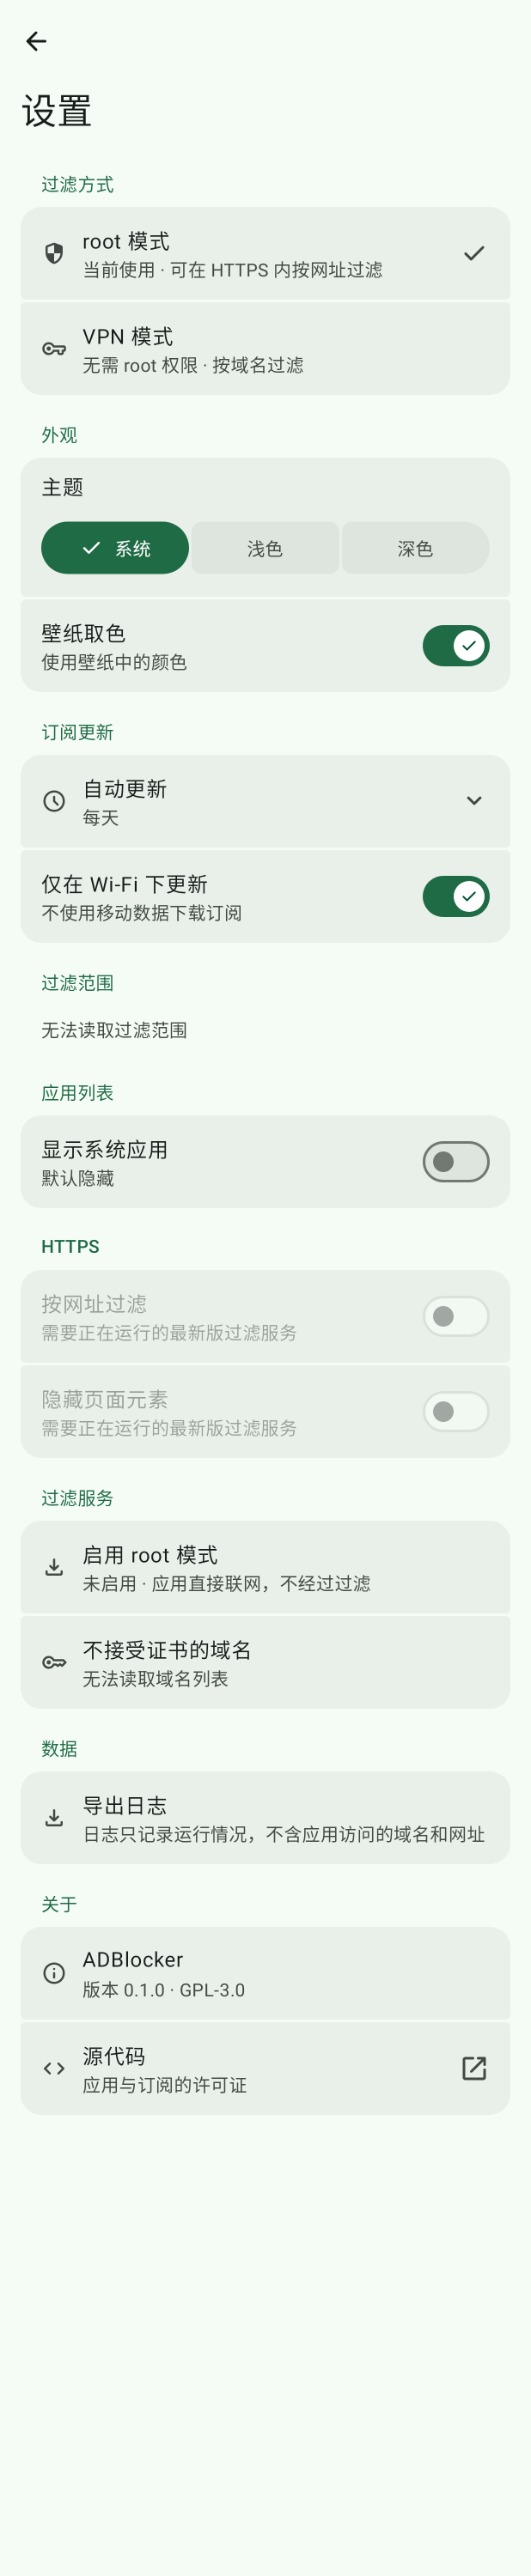 设置
过滤方式
root 模式
当前使用 · 可在 HTTPS 内按网址过滤
VPN 模式
无需 root 权限 · 按域名过滤
外观
主题
系统
浅色
深色
壁纸取色
使用壁纸中的颜色
订阅更新
自动更新
每天
仅在 Wi-Fi 下更新
不使用移动数据下载订阅
过滤范围
无法读取过滤范围
应用列表
显示系统应用
默认隐藏
HTTPS
按网址过滤
需要正在运行的最新版过滤服务
隐藏页面元素
需要正在运行的最新版过滤服务
过滤服务
启用 root 模式
未启用 · 应用直接联网，不经过过滤
不接受证书的域名
无法读取域名列表
数据
导出日志
日志只记录运行情况，不含应用访问的域名和网址
关于
ADBlocker
版本 0.1.0 · GPL-3.0
源代码
应用与订阅的许可证